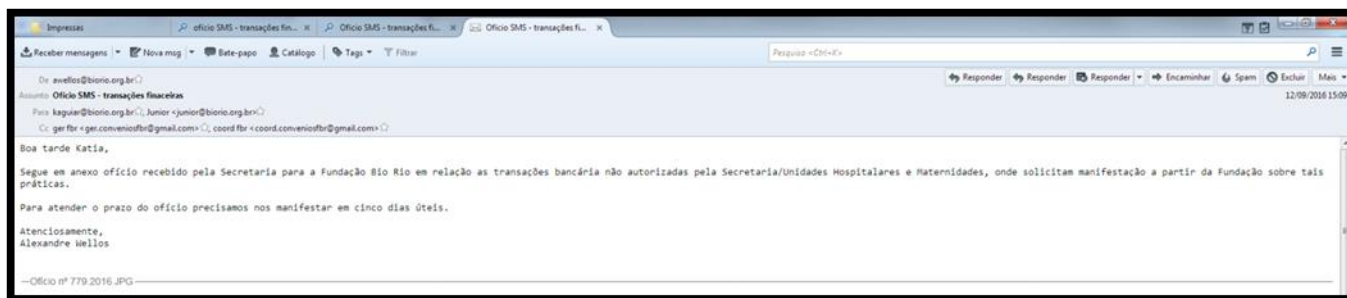 Impressas
ofício SMS - transações fin...
Ofício SMS - transações fi...
Ofício SMS - transações fi...
Receber mensagens
Nova msg
Bate-papo
Catálogo
Tags
Filtrar
Pesquisa <Ctrl+K>
De awellos@biorio.org.br
Responder
Responder
Responder
Encaminhar
Spam
Excluir
Mais
Assunto Ofício SMS - transações finaceiras
12/09/2016 15:09
Para kaguiar@biorio.org.br, Junior <junior@biorio.org.br>
Cc ger fbr <ger.conveniosfbr@gmail.com>, coord fbr <coord.conveniosfbr@gmail.com>
Boa tarde Katia,
Segue em anexo ofício recebido pela Secretaria para a Fundação Bio Rio em relação as transações bancária não autorizadas pela Secretaria/Unidades Hospitalares e Maternidades, onde solicitam manifestação a partir da Fundação sobre tais
práticas.
Para atender o prazo do ofício precisamos nos manifestar em cinco dias úteis.
Atenciosamente,
Alexandre Wellos
Ofício nº 779.2016 JPG